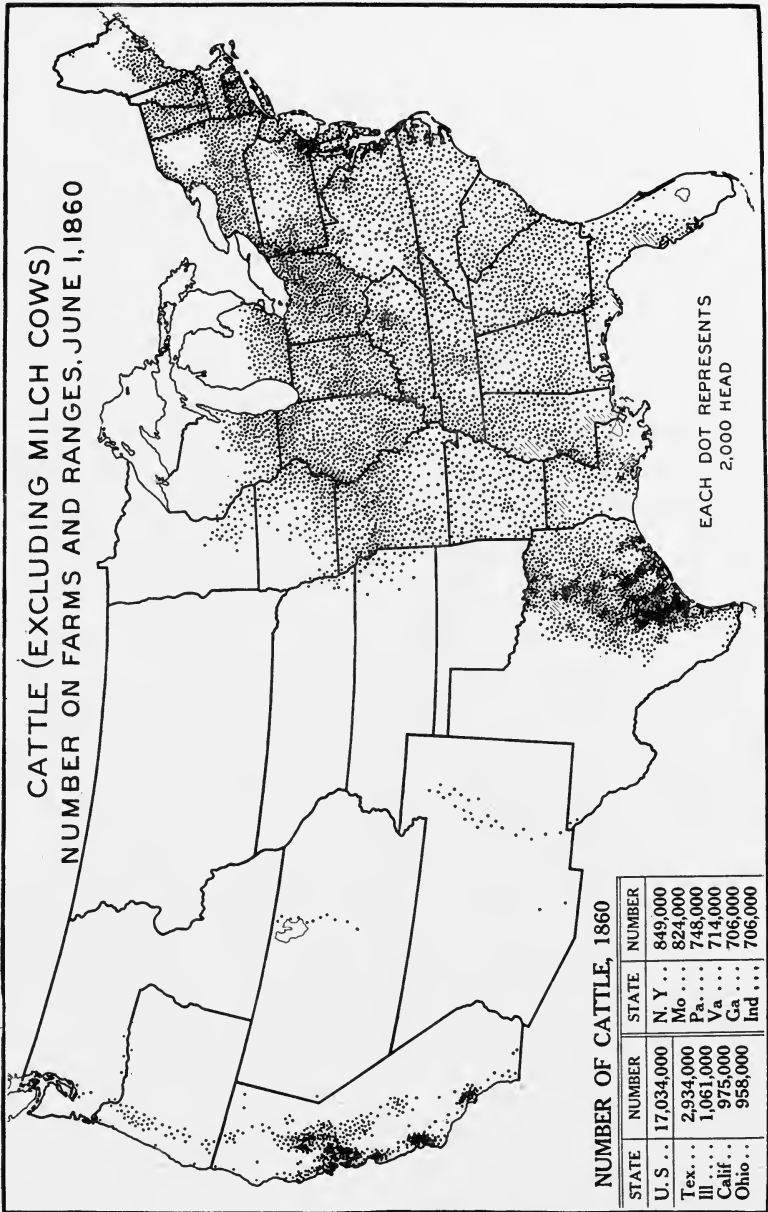 CATTLE (EXCLUDING MILCH COWS)
NUMBER ON FARMS AND RANGES, JUNE 1, 1860
EACH DOT REPRESENTS
2,000 HEAD
NUMBER OF CATTLE, 1860
STATE NUMBER STATE NUMBER
U. S .. 17,034,000 N. Y .. 849,000
Tex... 2,934,000 Mo .... 824,000
Ill .... 1,061,000 Pa..... 748,000
Calif .. 975,000 Va .... 714,000
Ohio .. 958,000 Ga .... 706,000
Ind ... 706,000